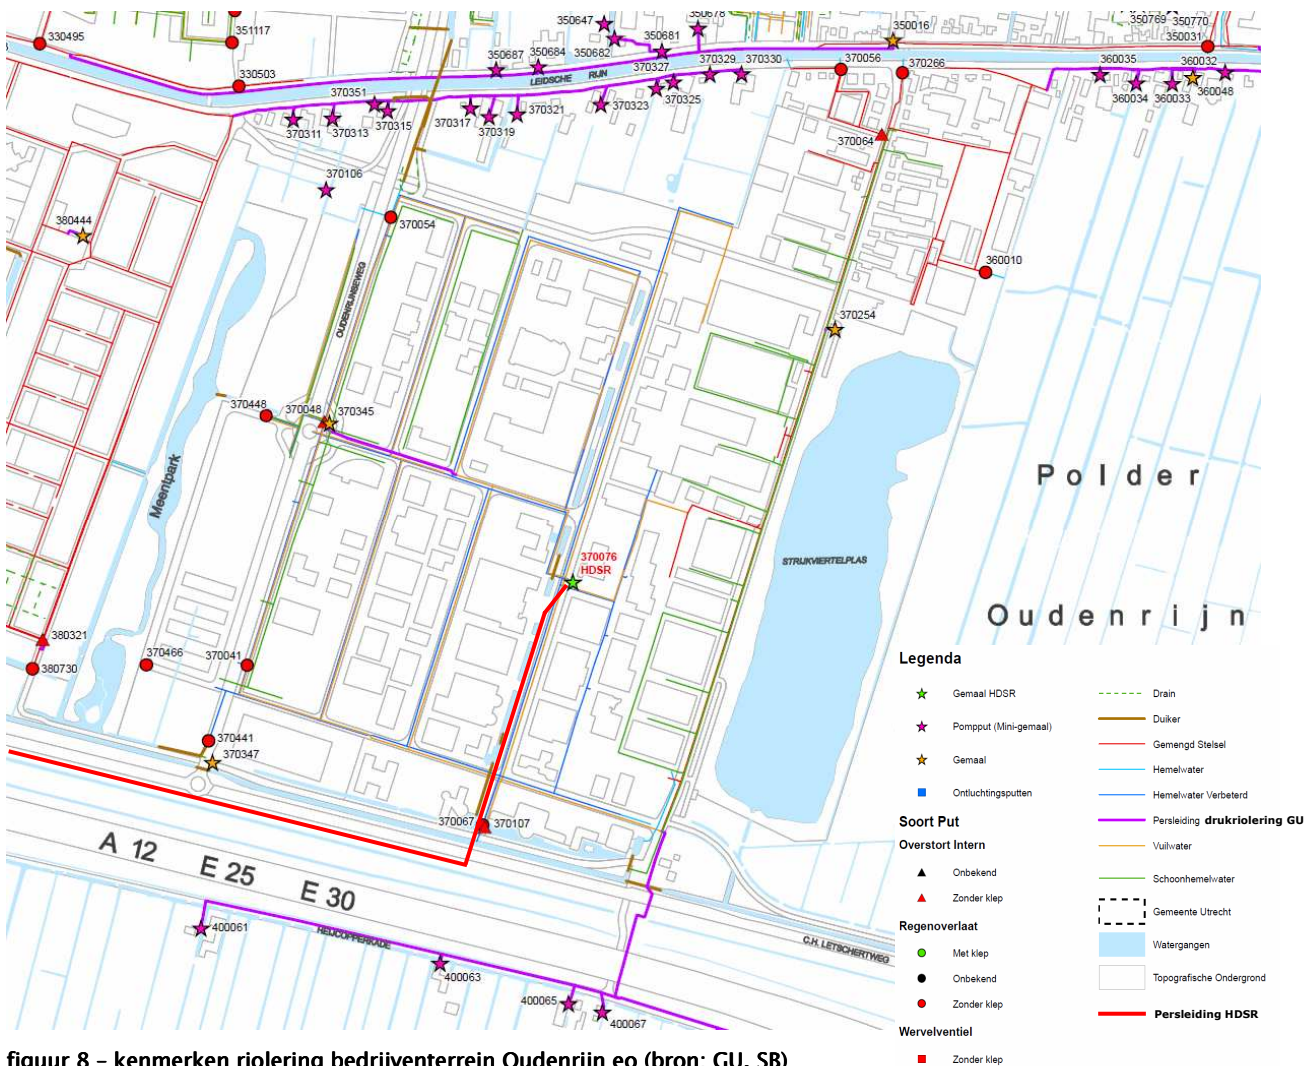 350647
350678
350769
350770
330495
351117
350016
350031
350681
350682
350684
350687
370327
370329
370330
370056
370266
360035
360032
330503
LEIDSCHE RIJN
370351
370311
370313
370315
370317
370319
370321
370323
370325
360034
360033
360048
370064
370106
380444
370054
360010
OUDENRIJNSEWEG
370254
370448
370048
370345
Meentpark
Polder
370076
HDSR
STRIJKVIERTELPLAS
Oudenrijn
380321
380730
370466
370041
370441
370347
370067
370107
A 12 E 25 E 30
400061
HEIJCOPPERKADE
400063
400065
400067
C.H. LETSCHERTWEG
Legenda
Gemaal HDSR
Pompput (Mini-gemaal)
Gemaal
Ontluchtingsputten
Soort Put
Overstort Intern
Onbekend
Zonder klep
Regenoverlaat
Met klep
Onbekend
Zonder klep
Wervelventiel
Zonder klep
Drain
Duiker
Gemengd Stelsel
Hemelwater
Hemelwater Verbeterd
Persleiding drukriolering GU
Vuilwater
Schoonhemelwater
Gemeente Utrecht
Watergangen
Topografische Ondergrond
Persleiding HDSR
figuur 8 – kenmerken riolering bedrijventerrein Oudenrijn eo (bron: GU, SB)